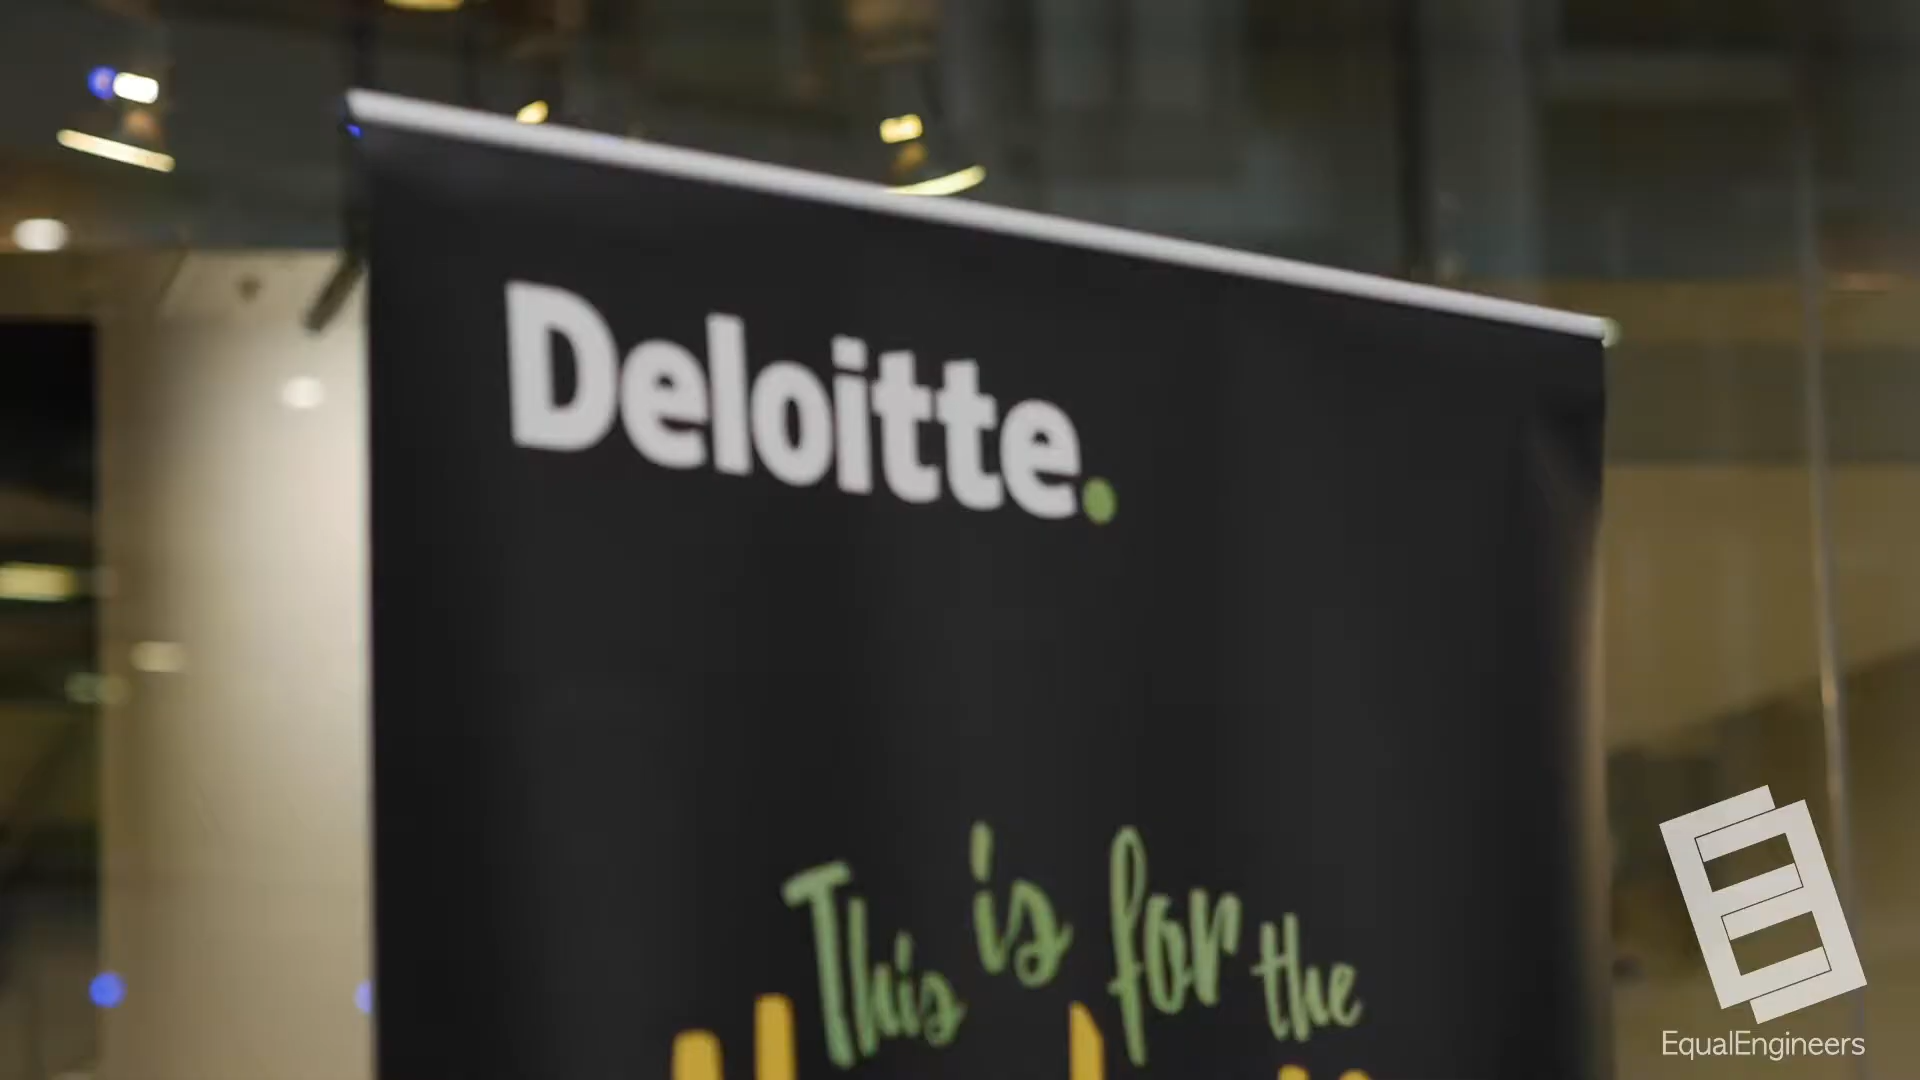 Deloitte.
This is for the
EqualEngineers